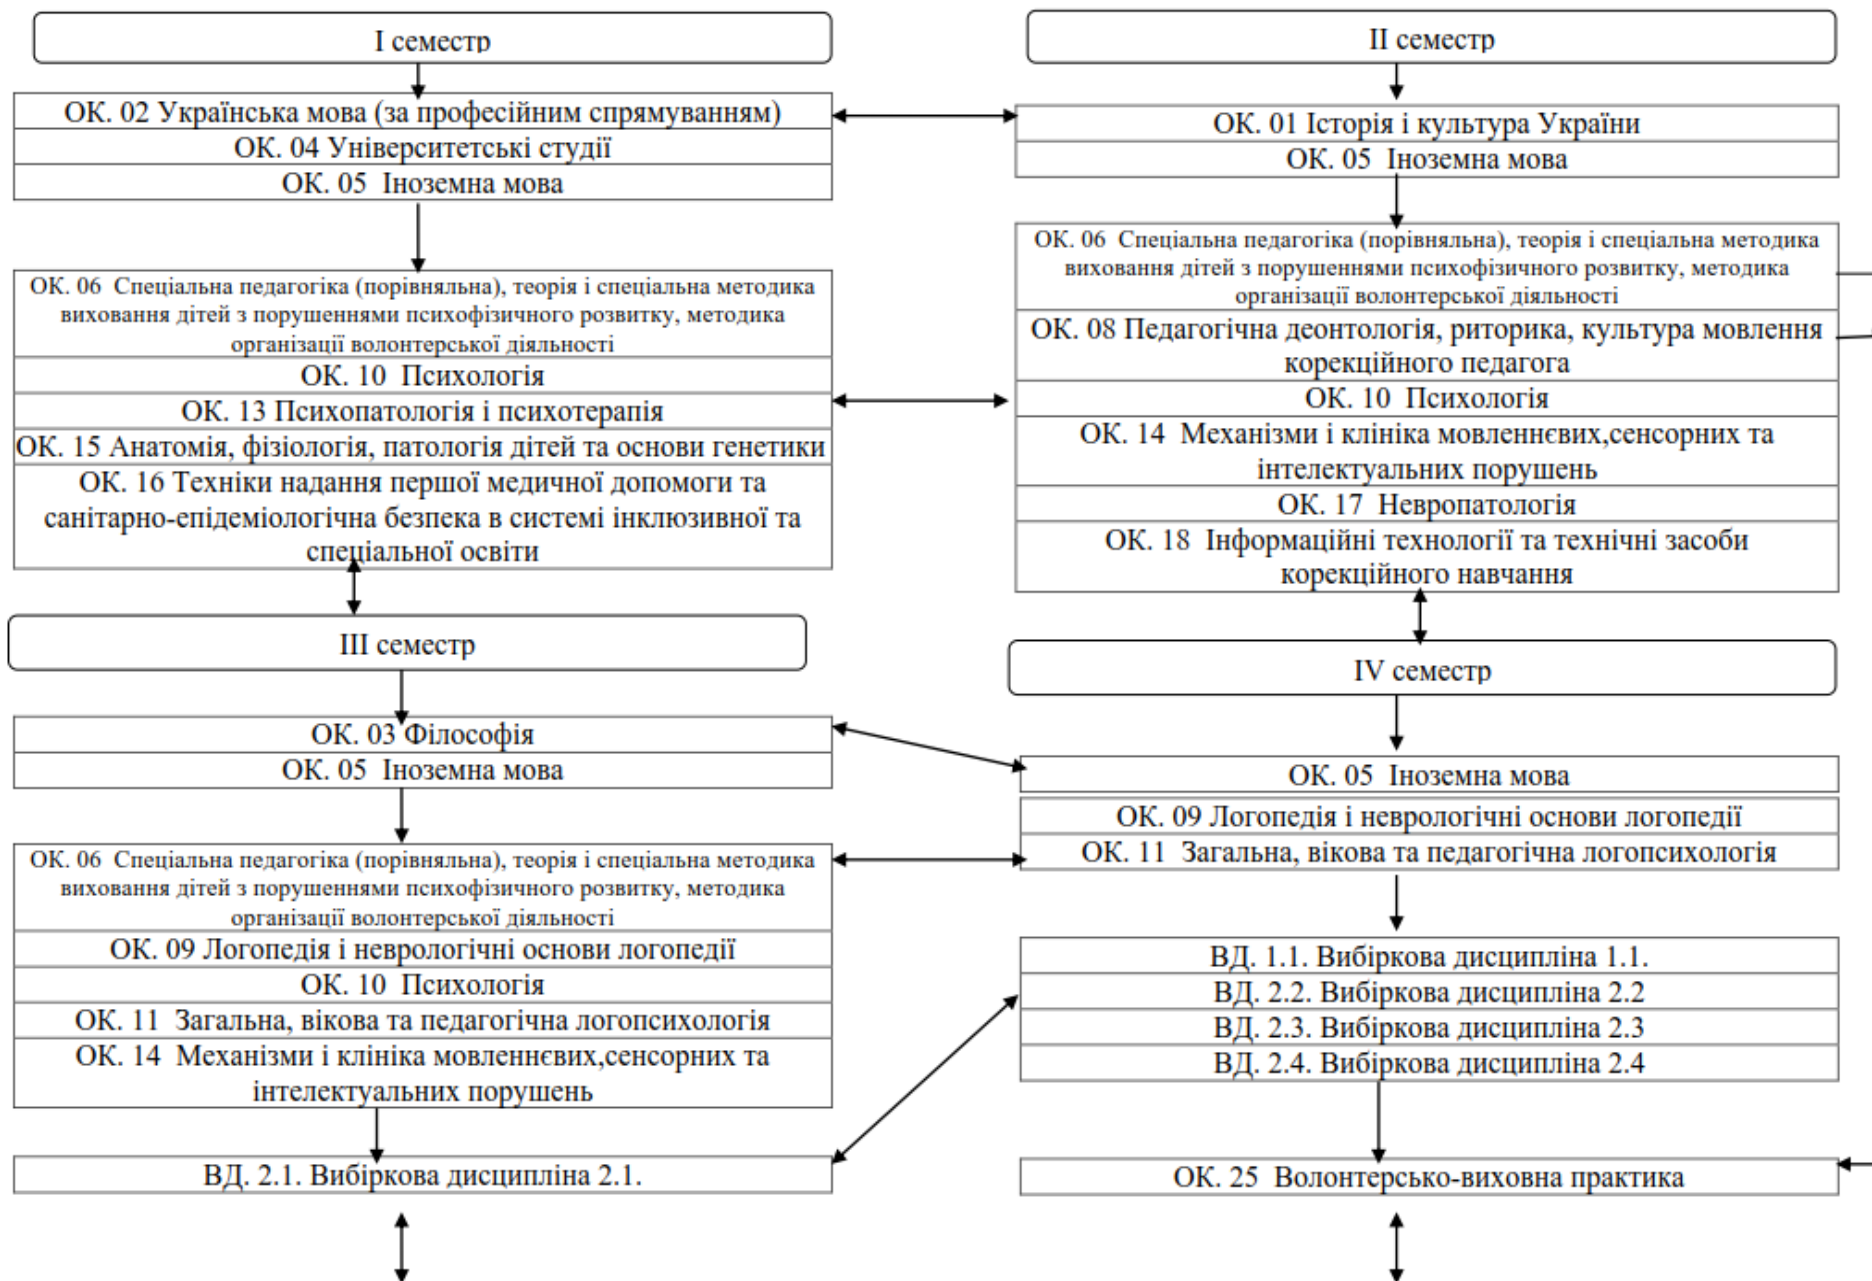 І семестр
ОК. 02 Українська мова (за професійним спрямуванням)
ОК. 04 Університетські студії
ОК. 05 Іноземна мова
ОК. 06 Спеціальна педагогіка (порівняльна), теорія і спеціальна методика
виховання дітей з порушеннями психофізичного розвитку, методика
організації волонтерської діяльності
ОК. 10 Психологія
ОК. 13 Психопатологія і психотерапія
ОК. 15 Анатомія, фізіологія, патологія дітей та основи генетики
ОК. 16 Техніки надання першої медичної допомоги та
санітарно-епідеміологічна безпека в системі інклюзивної та
спеціальної освіти
ІІ семестр
ОК. 01 Історія і культура України
ОК. 05 Іноземна мова
ОК. 06 Спеціальна педагогіка (порівняльна), теорія і спеціальна методика
виховання дітей з порушеннями психофізичного розвитку, методика
організації волонтерської діяльності
ОК. 08 Педагогічна деонтологія, риторика, культура мовлення
корекційного педагога
ОК. 10 Психологія
ОК. 14 Механізми і клініка мовленнєвих,сенсорних та
інтелектуальних порушень
ОК. 17 Невропатологія
ОК. 18 Інформаційні технології та технічні засоби
корекційного навчання
ІІІ семестр
ОК. 03 Філософія
ОК. 05 Іноземна мова
ОК. 06 Спеціальна педагогіка (порівняльна), теорія і спеціальна методика
виховання дітей з порушеннями психофізичного розвитку, методика
організації волонтерської діяльності
ОК. 09 Логопедія і неврологічні основи логопедії
ОК. 10 Психологія
ОК. 11 Загальна, вікова та педагогічна логопсихологія
ОК. 14 Механізми і клініка мовленнєвих,сенсорних та
інтелектуальних порушень
ВД. 2.1. Вибіркова дисципліна 2.1.
IV семестр
ОК. 05 Іноземна мова
ОК. 09 Логопедія і неврологічні основи логопедії
ОК. 11 Загальна, вікова та педагогічна логопсихологія
ВД. 1.1. Вибіркова дисципліна 1.1.
ВД. 2.2. Вибіркова дисципліна 2.2
ВД. 2.3. Вибіркова дисципліна 2.3
ВД. 2.4. Вибіркова дисципліна 2.4
ОК. 25 Волонтерсько-виховна практика